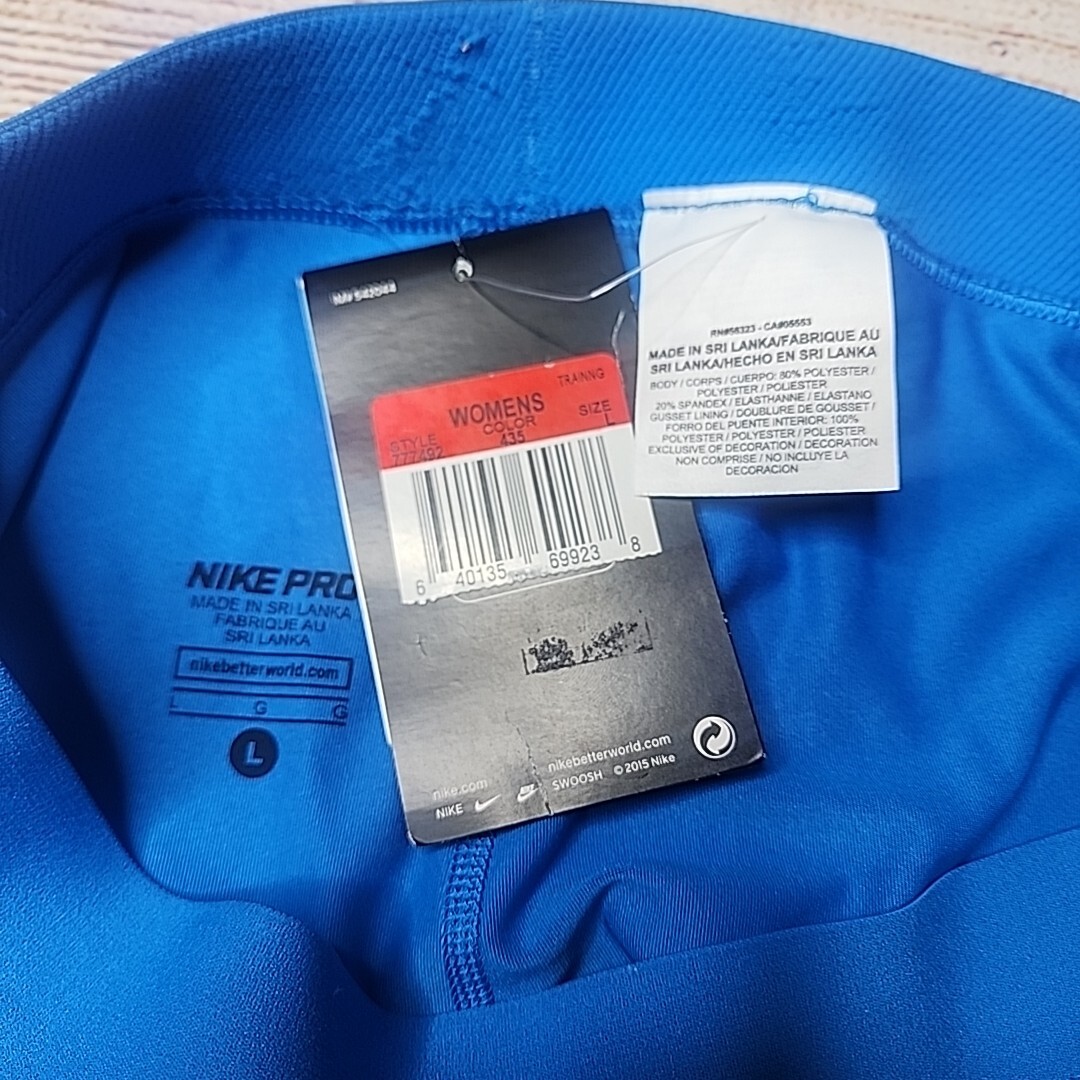 TRAINNG
WOMENS
COLOR
435
SIZE
L
STYLE
777492
6 40135 69923 8
nikebetterworld.com
SWOOSH © 2015 Nike
nike.com
NIKE
RN#56323 - CA#05553
MADE IN SRI LANKA/FABRIQUE AU
SRI LANKA/HECHO EN SRI LANKA
BODY / CORPS / CUERPO: 80% POLYESTER /
POLYESTER / POLIESTER
20% SPANDEX / ELASTHANNE / ELASTANO
GUSSET LINING / DOUBLURE DE GOUSSET /
FORRO DEL PUENTE INTERIOR: 100%
POLYESTER / POLYESTER / POLIESTER
EXCLUSIVE OF DECORATION / DECORATION
NON COMPRISE / NO INCLUYE LA
DECORACION
NIKE PRO
MADE IN SRI LANKA
FABRIQUE AU
SRI LANKA
nikebetterworld.com
L G G
L